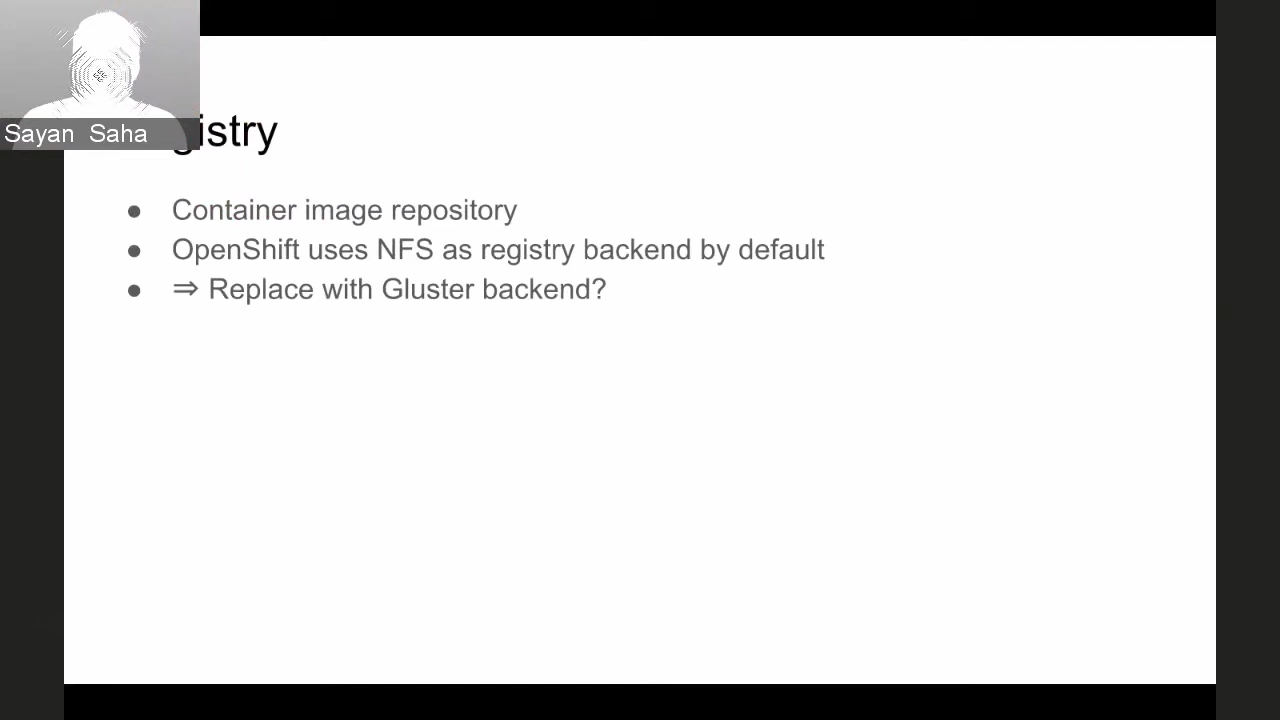 Sayan Saha
gistry
● Container image repository
● OpenShift uses NFS as registry backend by default
● ⇒ Replace with Gluster backend?